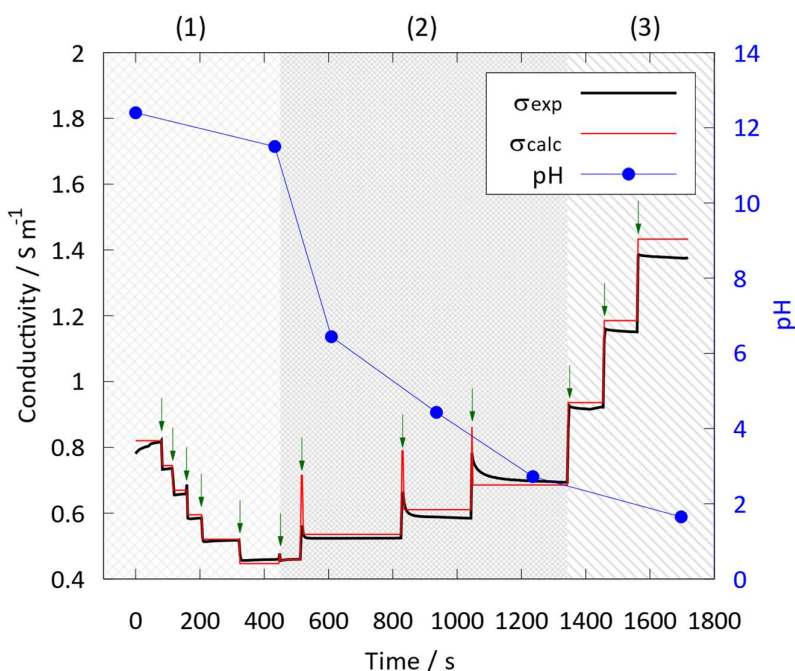 (1) (2) (3)
2 14
1.8 12
1.6 10
1.4 8
1.2 6
1 4
0.8 2
0.6 0
0.4
σexp
σcalc
pH
Conductivity / S m⁻¹
pH
0 200 400 600 800 1000 1200 1400 1600 1800
Time / s